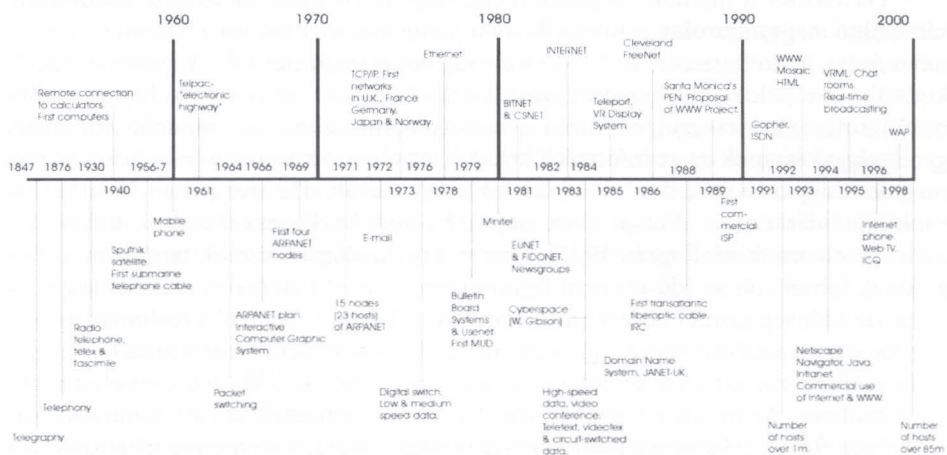 1960
1970
1980
1990
2000
Remote connection
to calculators
First computers
Telpac-
"electronic
highway"
TCP/IP. First
networks
in U.K., France
Germany,
Japan & Norway
Ethernet
BITNET
& CSNET
INTERNET
Teleport,
VR Display
System
Cleveland
FreeNet
Santa Monica's
PEN. Proposal
of WWW Project.
WWW
Mosaic
HTML
Gopher,
ISDN
VRML. Chat
rooms
Real-time
broadcasting
WAP
1847 1876 1930 1956-7 1964 1966 1969 1971 1972 1976 1979 1982 1984 1985 1988 1992 1994 1996
1940 1961 1973 1978 1981 1983 1986 1989 1991 1993 1995 1998
Mobile
phone
Sputnik
satellite.
First submarine
telephone cable
Radio-
telephone,
telex &
fascimile
Telephony
Telegraphy
First four
ARPANET
nodes
ARPANET plan.
Interactive
Computer Graphic
System
Packet
switching
E-mail
15 nodes
(23 hosts)
of ARPANET
Digital switch.
Low & medium
speed data.
Bulletin
Board
Systems
& Usenet.
First MUD.
Minitel
EUNET
& FIDONET.
Newsgroups
Cyberspace
(W. Gibson)
High-speed
data, video
conference.
Teletext, videotex
& circuit-switched
data.
First transatlantic
fiberoptic cable.
IRC
Domain Name
System, JANET-UK
First
com-
mercial
ISP
Internet
phone
Web TV,
ICQ
Netscape
Navigator, Java.
Intranet.
Commercial use
of Internet & WWW.
Number
of hosts
over 1m.
Number
of hosts
over 85m